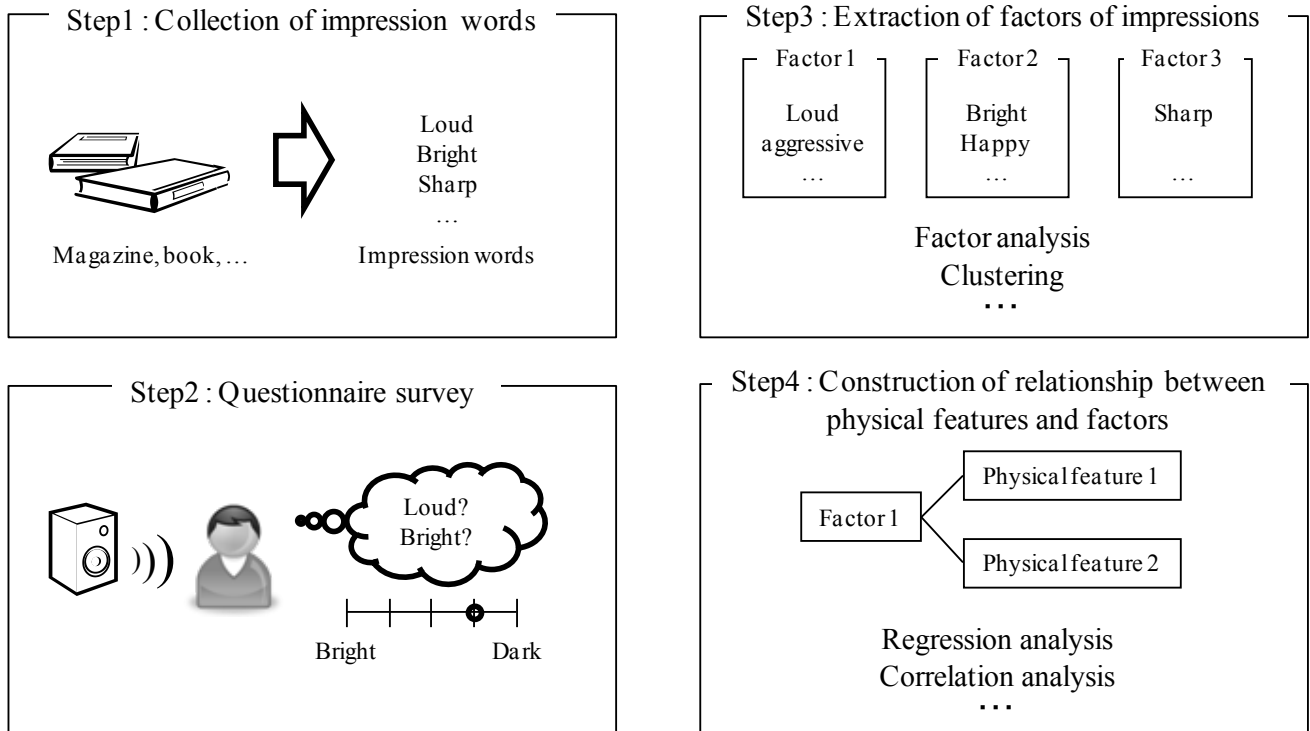 Step1 : Collection of impression words
Loud
Bright
Sharp
…
Magazine, book, …
Impression words
Step2 : Questionnaire survey
Loud?
Bright?
Bright
Dark
Step3 : Extraction of factors of impressions
Factor 1
Loud
aggressive
…
Factor 2
Bright
Happy
…
Factor 3
Sharp
…
Factor analysis
Clustering
…
Step4 : Construction of relationship between
physical features and factors
Factor 1
Physical feature 1
Physical feature 2
Regression analysis
Correlation analysis
…